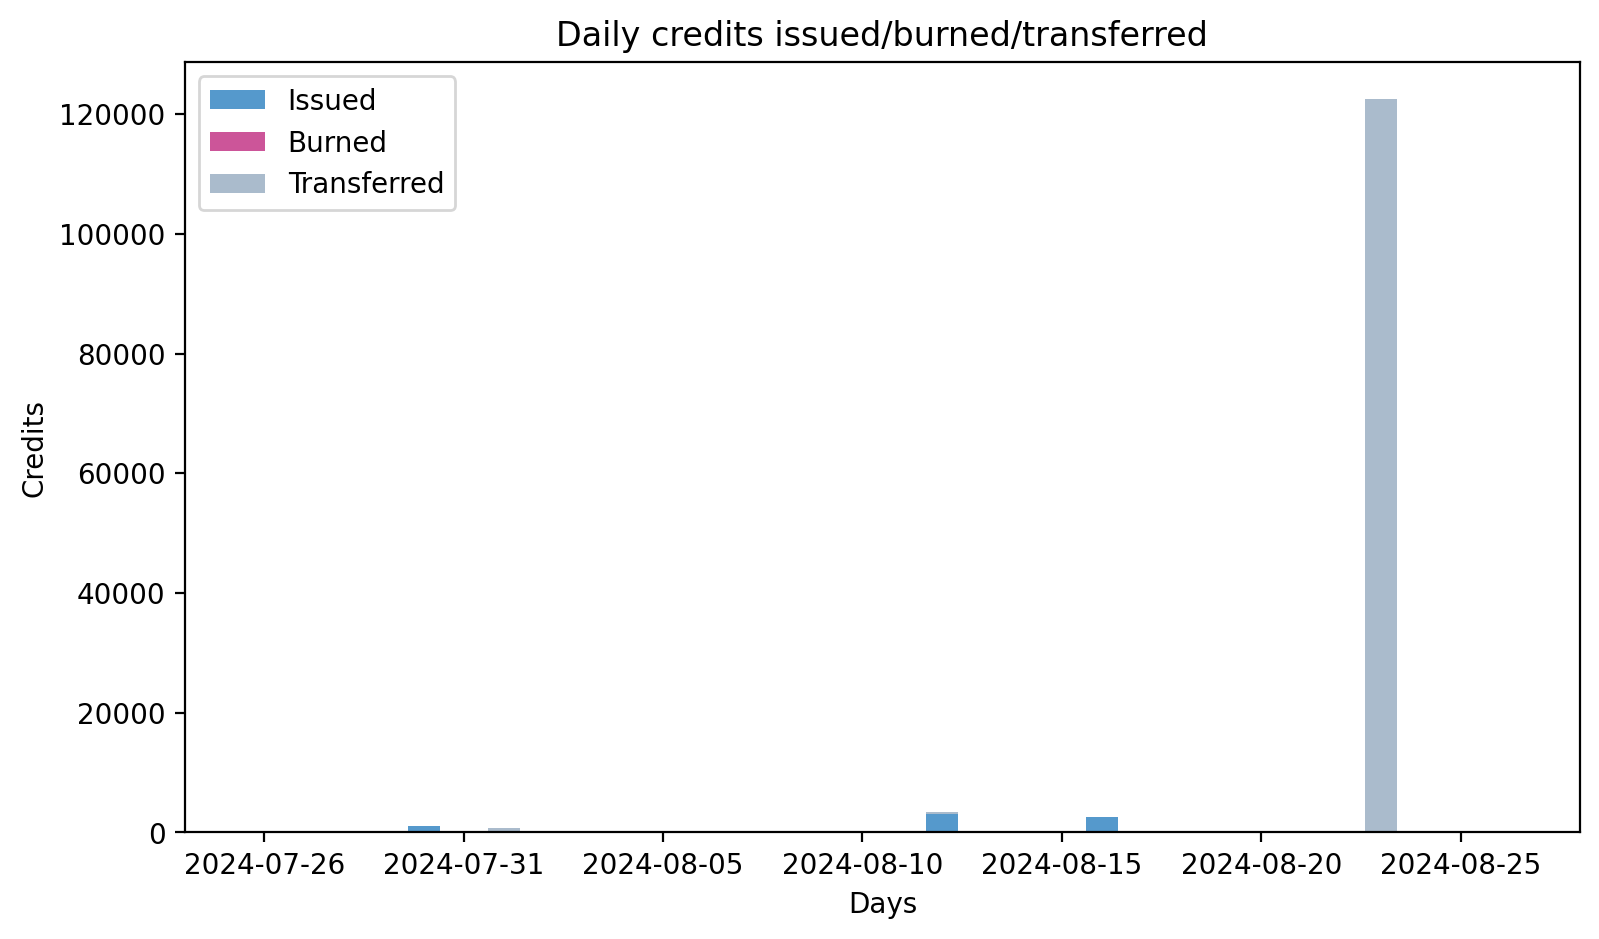 Daily credits issued/burned/transferred
Issued
Burned
Transferred
120000
100000
80000
60000
40000
20000
0
Credits
2024-07-26 2024-07-31 2024-08-05 2024-08-10 2024-08-15 2024-08-20 2024-08-25
Days